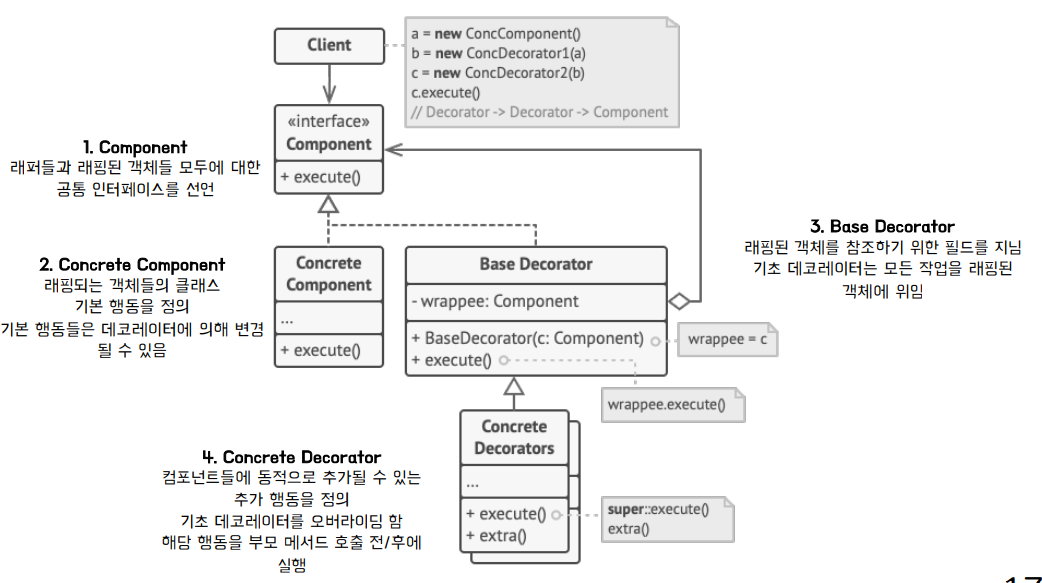 Client
a = new ConcComponent()
b = new ConcDecorator1(a)
c = new ConcDecorator2(b)
c.execute()
// Decorator -> Decorator -> Component
«interface»
Component
+ execute()
1. Component
래퍼들과 래핑된 객체들 모두에 대한
공통 인터페이스를 선언
2. Concrete Component
래핑되는 객체들의 클래스
기본 행동을 정의
기본 행동들은 데코레이터에 의해 변경
될 수 있음
Concrete
Component
...
+ execute()
Base Decorator
- wrappee: Component
+ BaseDecorator(c: Component)
+ execute()
wrappee = c
wrappee.execute()
3. Base Decorator
래핑된 객체를 참조하기 위한 필드를 지님
기초 데코레이터는 모든 작업을 래핑된
객체에 위임
4. Concrete Decorator
컴포넌트들에 동적으로 추가될 수 있는
추가 행동을 정의
기초 데코레이터를 오버라이딩 함
해당 행동을 부모 메서드 호출 전/후에
실행
Concrete
Decorators
...
+ execute()
+ extra()
super::execute()
extra()